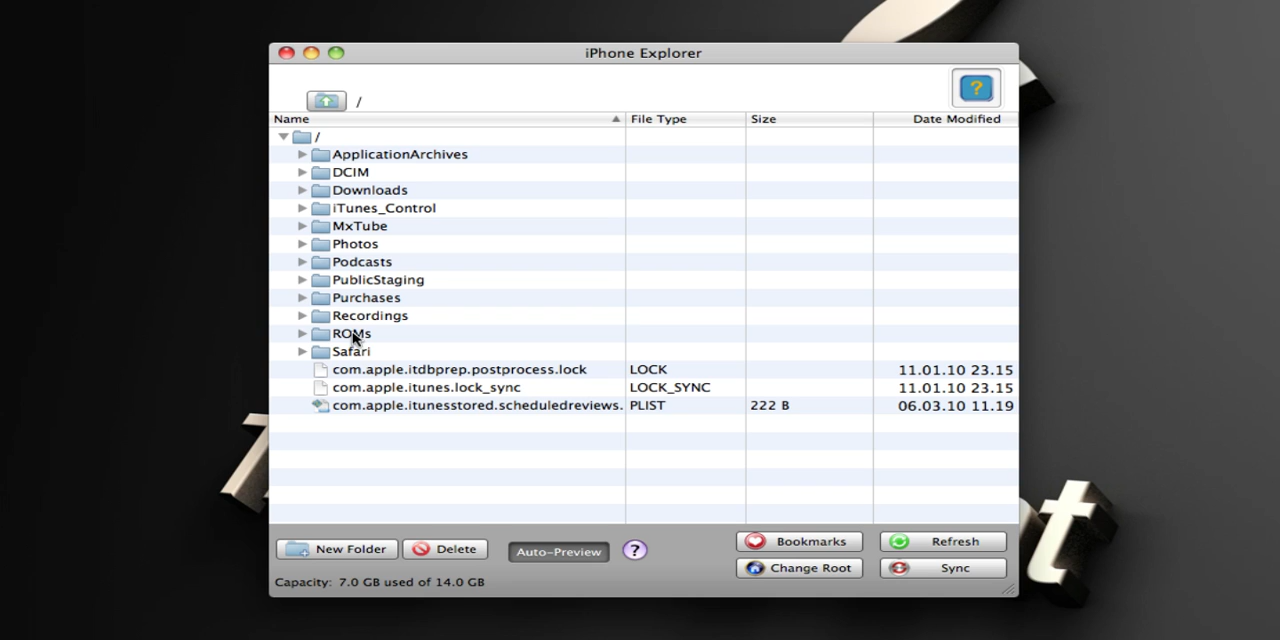 iPhone Explorer
/
?
Name File Type Size Date Modified
/
ApplicationArchives
DCIM
Downloads
iTunes_Control
MxTube
Photos
Podcasts
PublicStaging
Purchases
Recordings
ROMs
Safari
com.apple.itdbprep.postprocess.lock LOCK 11.01.10 23.15
com.apple.itunes.lock_sync LOCK_SYNC 11.01.10 23.15
com.apple.itunesstored.scheduledreviews. PLIST 222 B 06.03.10 11.19
New Folder Delete Auto-Preview ? Bookmarks Refresh
Change Root Sync
Capacity: 7.0 GB used of 14.0 GB
t